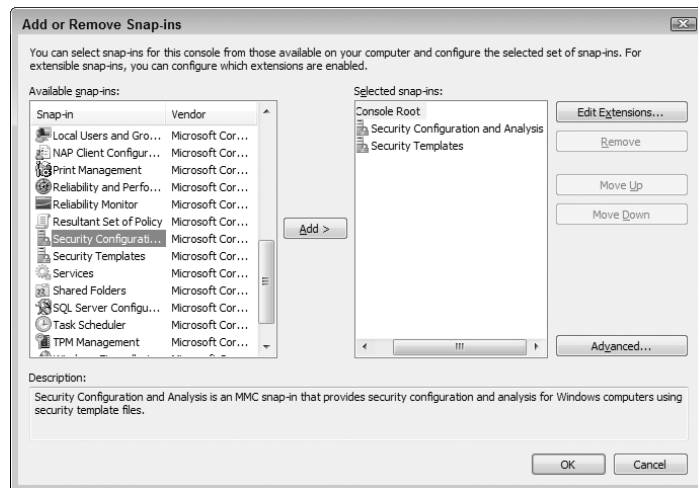 Add or Remove Snap-ins
You can select snap-ins for this console from those available on your computer and configure the selected set of snap-ins. For
extensible snap-ins, you can configure which extensions are enabled.
Available snap-ins:
Snap-in Vendor
Local Users and Gro... Microsoft Cor...
NAP Client Configur... Microsoft Cor...
Print Management Microsoft Cor...
Reliability and Perfo... Microsoft Cor...
Reliability Monitor Microsoft Cor...
Resultant Set of Policy Microsoft Cor...
Security Configurati... Microsoft Cor...
Security Templates Microsoft Cor...
Services Microsoft Cor...
Shared Folders Microsoft Cor...
SQL Server Configu... Microsoft Cor...
Task Scheduler Microsoft Cor...
TPM Management Microsoft Cor...
Add >
Selected snap-ins:
Console Root
Security Configuration and Analysis
Security Templates
Edit Extensions...
Remove
Move Up
Move Down
Advanced...
Description:
Security Configuration and Analysis is an MMC snap-in that provides security configuration and analysis for Windows computers using
security template files.
OK
Cancel